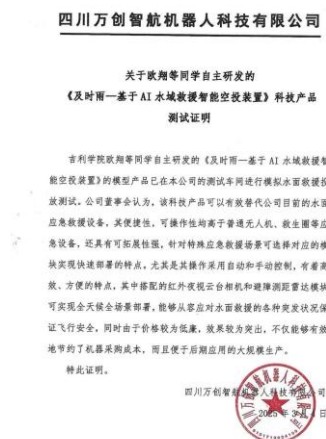 四川万创智航机器人科技有限公司
关于欧翔等同学自主研发的
《及时雨—基于 AI 水域救援智能空投装置》科技产品
测试证明
吉利学院欧翔等同学自主研发的《及时雨—基于 AI 水域救援智
能空投装置》的模型产品已在本公司的测试车间进行模拟水面救援投
放测试。公司董事会认为,该科技产品可以有效替代公司目前的水面
应急救援设备,其便捷性,可操作性均高于普通无人机、救生圈等应
急设备,还具有可拓展性强,针对特殊应急救援场景可选择对应的模
块实现快速部署的特点。尤其是其操作采用自动和手动控制,有着高
效、方便的特点,其中搭配的红外夜视云台相机和避障测距雷达模块
可实现全天候全场景部署,能够从容应对水面救援的各种突发状况保
证飞行安全。同时由于价格较为低廉,效果较为突出,不仅能够有效
地节约了机器采购成本,而且便于后期应用的大规模生产。
特此证明。
四川万创智航机器人科技有限公司
2025 年 3 月 4 日